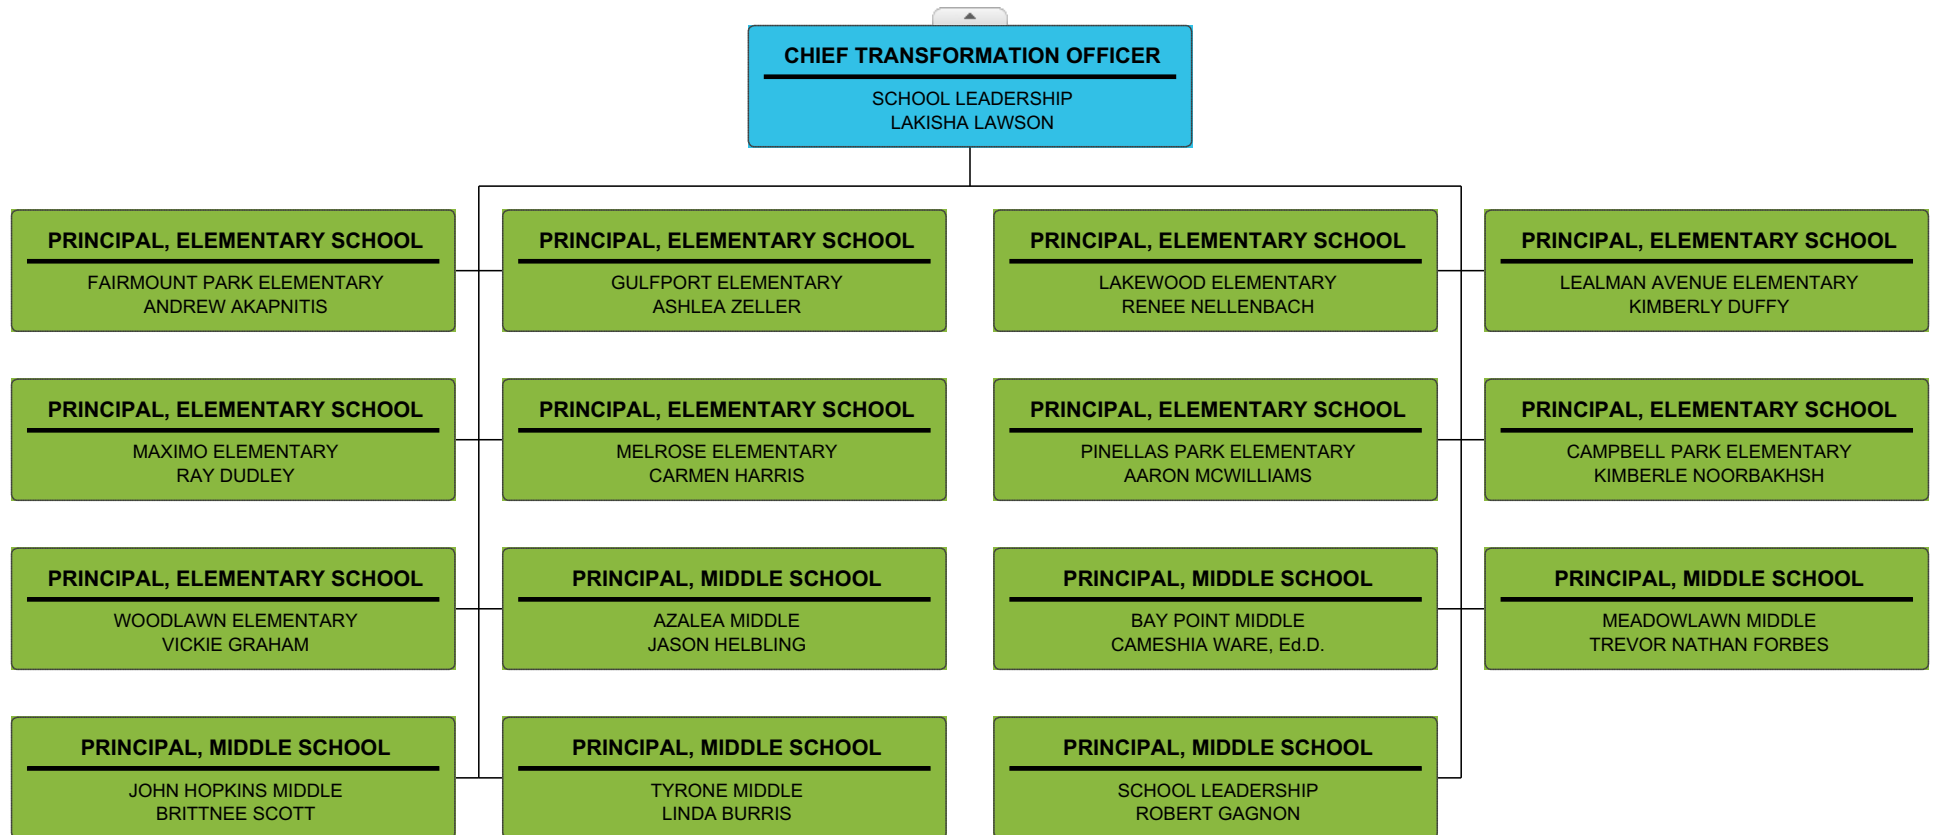 CHIEF TRANSFORMATION OFFICER
SCHOOL LEADERSHIP
LAKISHA LAWSON
PRINCIPAL, ELEMENTARY SCHOOL
FAIRMOUNT PARK ELEMENTARY
ANDREW AKAPNITIS
PRINCIPAL, ELEMENTARY SCHOOL
GULFPORT ELEMENTARY
ASHLEA ZELLER
PRINCIPAL, ELEMENTARY SCHOOL
LAKEWOOD ELEMENTARY
RENEE NELLENBACH
PRINCIPAL, ELEMENTARY SCHOOL
LEALMAN AVENUE ELEMENTARY
KIMBERLY DUFFY
PRINCIPAL, ELEMENTARY SCHOOL
MAXIMO ELEMENTARY
RAY DUDLEY
PRINCIPAL, ELEMENTARY SCHOOL
MELROSE ELEMENTARY
CARMEN HARRIS
PRINCIPAL, ELEMENTARY SCHOOL
PINELLAS PARK ELEMENTARY
AARON MCWILLIAMS
PRINCIPAL, ELEMENTARY SCHOOL
CAMPBELL PARK ELEMENTARY
KIMBERLE NOORBAKHSH
PRINCIPAL, ELEMENTARY SCHOOL
WOODLAWN ELEMENTARY
VICKIE GRAHAM
PRINCIPAL, MIDDLE SCHOOL
AZALEA MIDDLE
JASON HELBLING
PRINCIPAL, MIDDLE SCHOOL
BAY POINT MIDDLE
CAMESHIA WARE, Ed.D.
PRINCIPAL, MIDDLE SCHOOL
MEADOWLAWN MIDDLE
TREVOR NATHAN FORBES
PRINCIPAL, MIDDLE SCHOOL
JOHN HOPKINS MIDDLE
BRITTNEE SCOTT
PRINCIPAL, MIDDLE SCHOOL
TYRONE MIDDLE
LINDA BURRIS
PRINCIPAL, MIDDLE SCHOOL
SCHOOL LEADERSHIP
ROBERT GAGNON